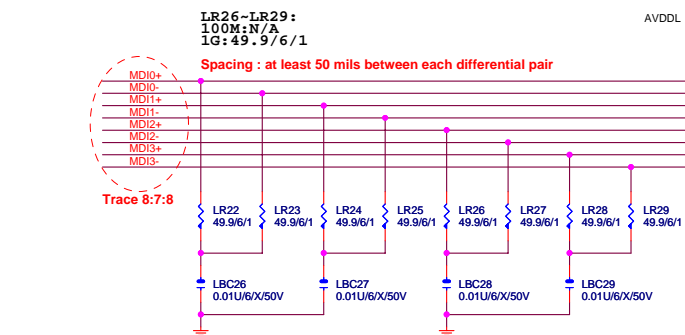 LR26~LR29:
100M:N/A
1G:49.9/6/1
AVDDL
Spacing : at least 50 mils between each differential pair
MDI0+
MDI0-
MDI1+
MDI1-
MDI2+
MDI2-
MDI3+
MDI3-
Trace 8:7:8
LR22
49.9/6/1
LR23
49.9/6/1
LR24
49.9/6/1
LR25
49.9/6/1
LR26
49.9/6/1
LR27
49.9/6/1
LR28
49.9/6/1
LR29
49.9/6/1
LBC26
0.01U/6/X/50V
LBC27
0.01U/6/X/50V
LBC28
0.01U/6/X/50V
LBC29
0.01U/6/X/50V